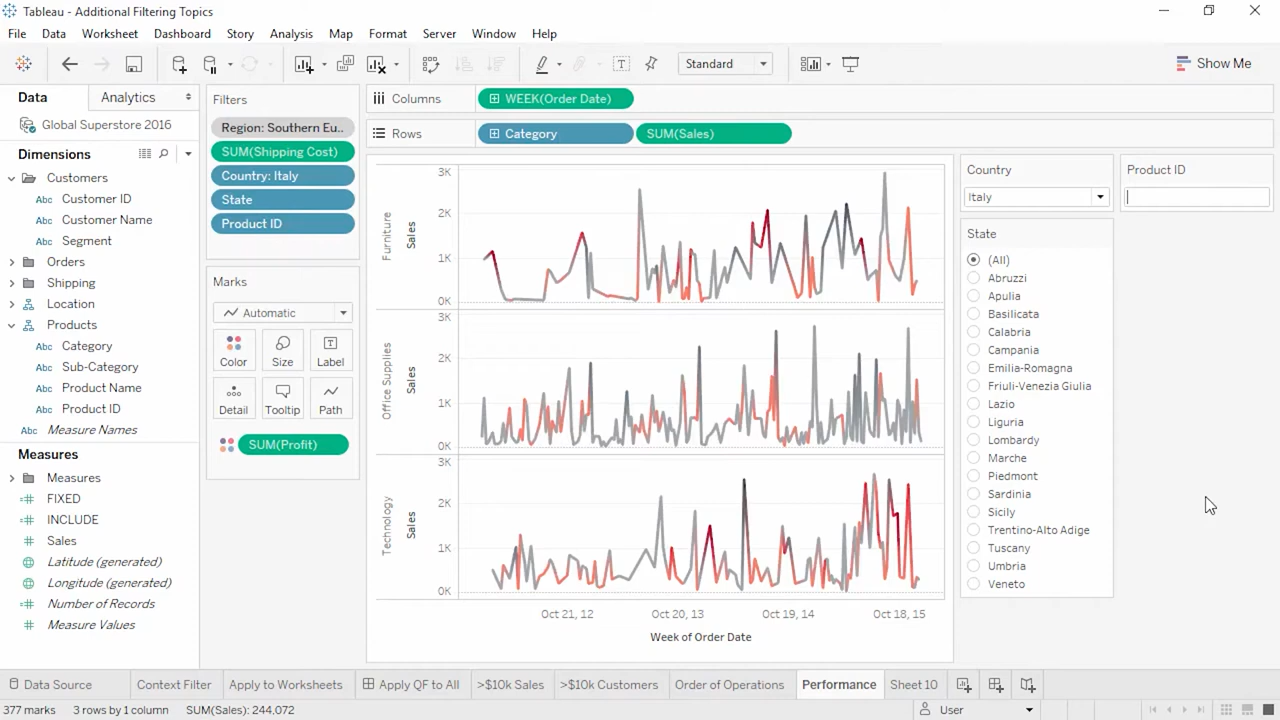 Tableau - Additional Filtering Topics
File Data Worksheet Dashboard Story Analysis Map Format Server Window Help
Standard
Show Me
Data Analytics
Global Superstore 2016
Dimensions
Customers
Abc Customer ID
Abc Customer Name
Abc Segment
Orders
Shipping
Location
Products
Abc Category
Abc Sub-Category
Abc Product Name
Abc Product ID
Abc Measure Names
Measures
Measures
FIXED
INCLUDE
Sales
Latitude (generated)
Longitude (generated)
Number of Records
Measure Values
Filters
Region: Southern Eu..
SUM(Shipping Cost)
Country: Italy
State
Product ID
Marks
Automatic
Color Size Label
Detail Tooltip Path
SUM(Profit)
Columns WEEK(Order Date)
Rows Category SUM(Sales)
Furniture
Sales
3K
2K
1K
0K
Office Supplies
Sales
3K
2K
1K
0K
Technology
Sales
3K
2K
1K
0K
Oct 21, 12 Oct 20, 13 Oct 19, 14 Oct 18, 15
Week of Order Date
Country
Italy
State
(All)
Abruzzi
Apulia
Basilicata
Calabria
Campania
Emilia-Romagna
Friuli-Venezia Giulia
Lazio
Liguria
Lombardy
Marche
Piedmont
Sardinia
Sicily
Trentino-Alto Adige
Tuscany
Umbria
Veneto
Product ID
Data Source Context Filter Apply to Worksheets Apply QF to All >$10k Sales >$10k Customers Order of Operations Performance Sheet 10
377 marks 3 rows by 1 column SUM(Sales): 244,072 User